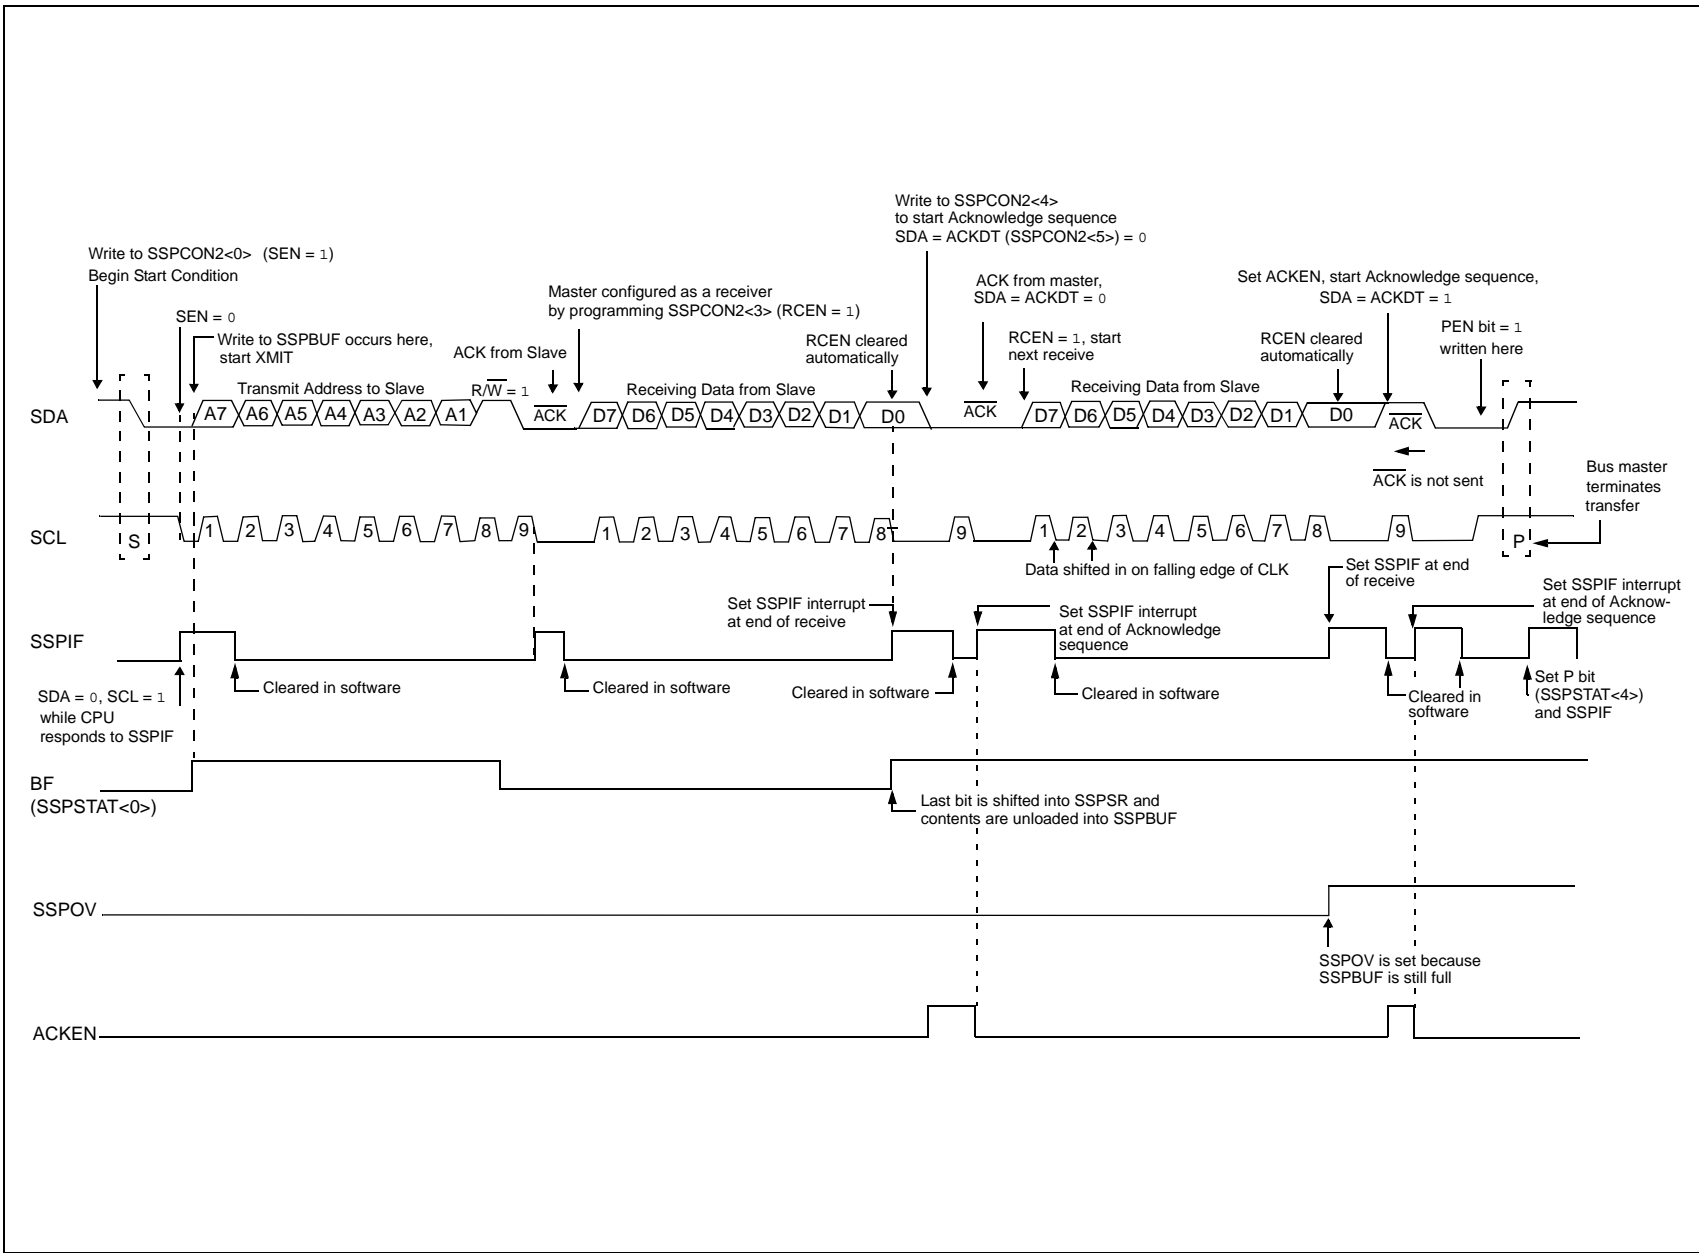 Write to SSPCON2<4>
to start Acknowledge sequence
SDA = ACKDT (SSPCON2<5>) = 0
Write to SSPCON2<0> (SEN = 1)
Begin Start Condition
ACK from master,
SDA = ACKDT = 0
Set ACKEN, start Acknowledge sequence,
SDA = ACKDT = 1
Master configured as a receiver
by programming SSPCON2<3> (RCEN = 1)
SEN = 0
PEN bit = 1
written here
Write to SSPBUF occurs here,
start XMIT
RCEN cleared
automatically
RCEN = 1, start
next receive
RCEN cleared
automatically
ACK from Slave
Transmit Address to Slave
R/W = 1
Receiving Data from Slave
Receiving Data from Slave
SDA
A7 A6 A5 A4 A3 A2 A1 ACK D7 D6 D5 D4 D3 D2 D1 D0 ACK D7 D6 D5 D4 D3 D2 D1 D0 ACK
ACK is not sent
Bus master
terminates
transfer
SCL
S 1 2 3 4 5 6 7 8 9 1 2 3 4 5 6 7 8 9 1 2 3 4 5 6 7 8 9 P
Data shifted in on falling edge of CLK
Set SSPIF at end
of receive
Set SSPIF interrupt
at end of Acknow-
ledge sequence
Set SSPIF interrupt
at end of receive
Set SSPIF interrupt
at end of Acknowledge
sequence
SSPIF
Cleared in software
Cleared in software
Cleared in software
Cleared in software
Cleared in
software
Set P bit
(SSPSTAT<4>)
and SSPIF
SDA = 0, SCL = 1
while CPU
responds to SSPIF
BF
(SSPSTAT<0>)
Last bit is shifted into SSPSR and
contents are unloaded into SSPBUF
SSPOV
SSPOV is set because
SSPBUF is still full
ACKEN